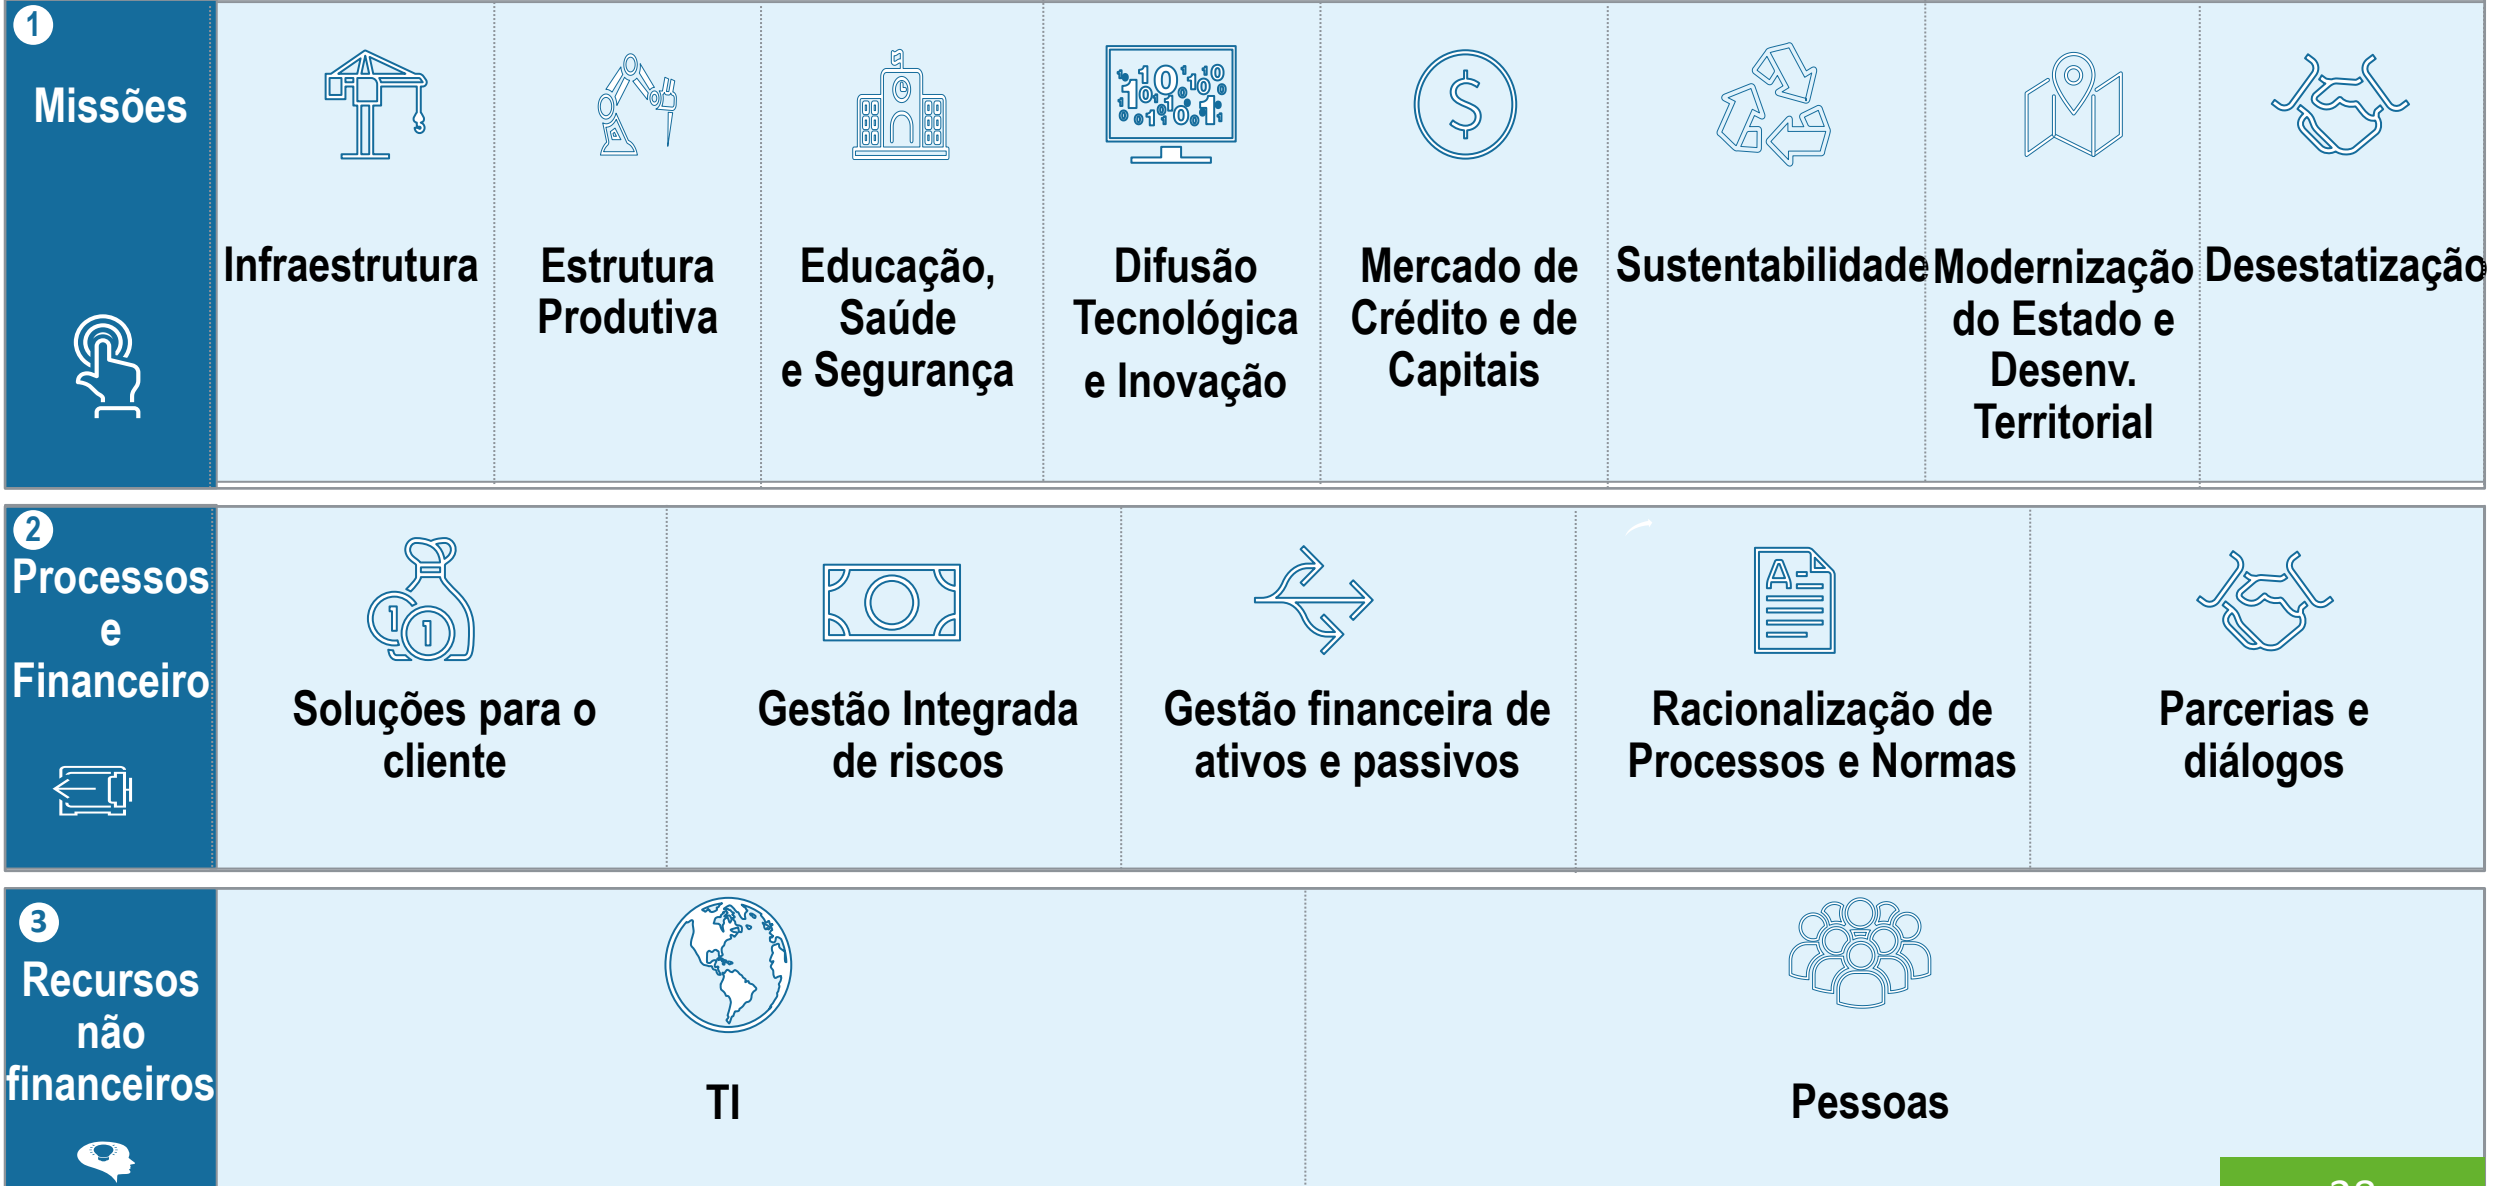 1
Missões
Infraestrutura
Estrutura
Produtiva
Educação,
Saúde
e Segurança
Difusão
Tecnológica
e Inovação
Mercado de
Crédito e de
Capitais
Sustentabilidade
Modernização
do Estado e
Desenv.
Territorial
Desestatização
2
Processos
e
Financeiro
Soluções para o
cliente
Gestão Integrada
de riscos
Gestão financeira de
ativos e passivos
Racionalização de
Processos e Normas
Parcerias e
diálogos
3
Recursos
não
financeiros
TI
Pessoas